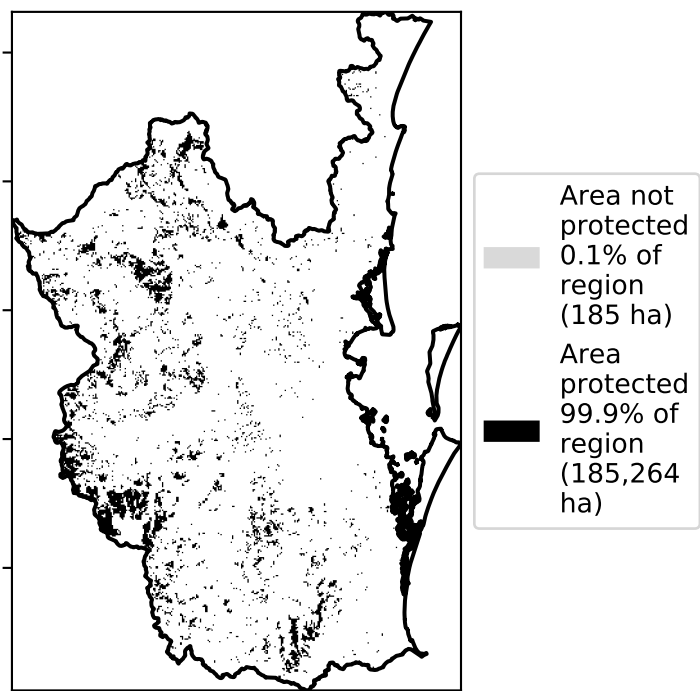 Area not
protected
0.1% of
region
(185 ha)
Area
protected
99.9% of
region
(185,264
ha)